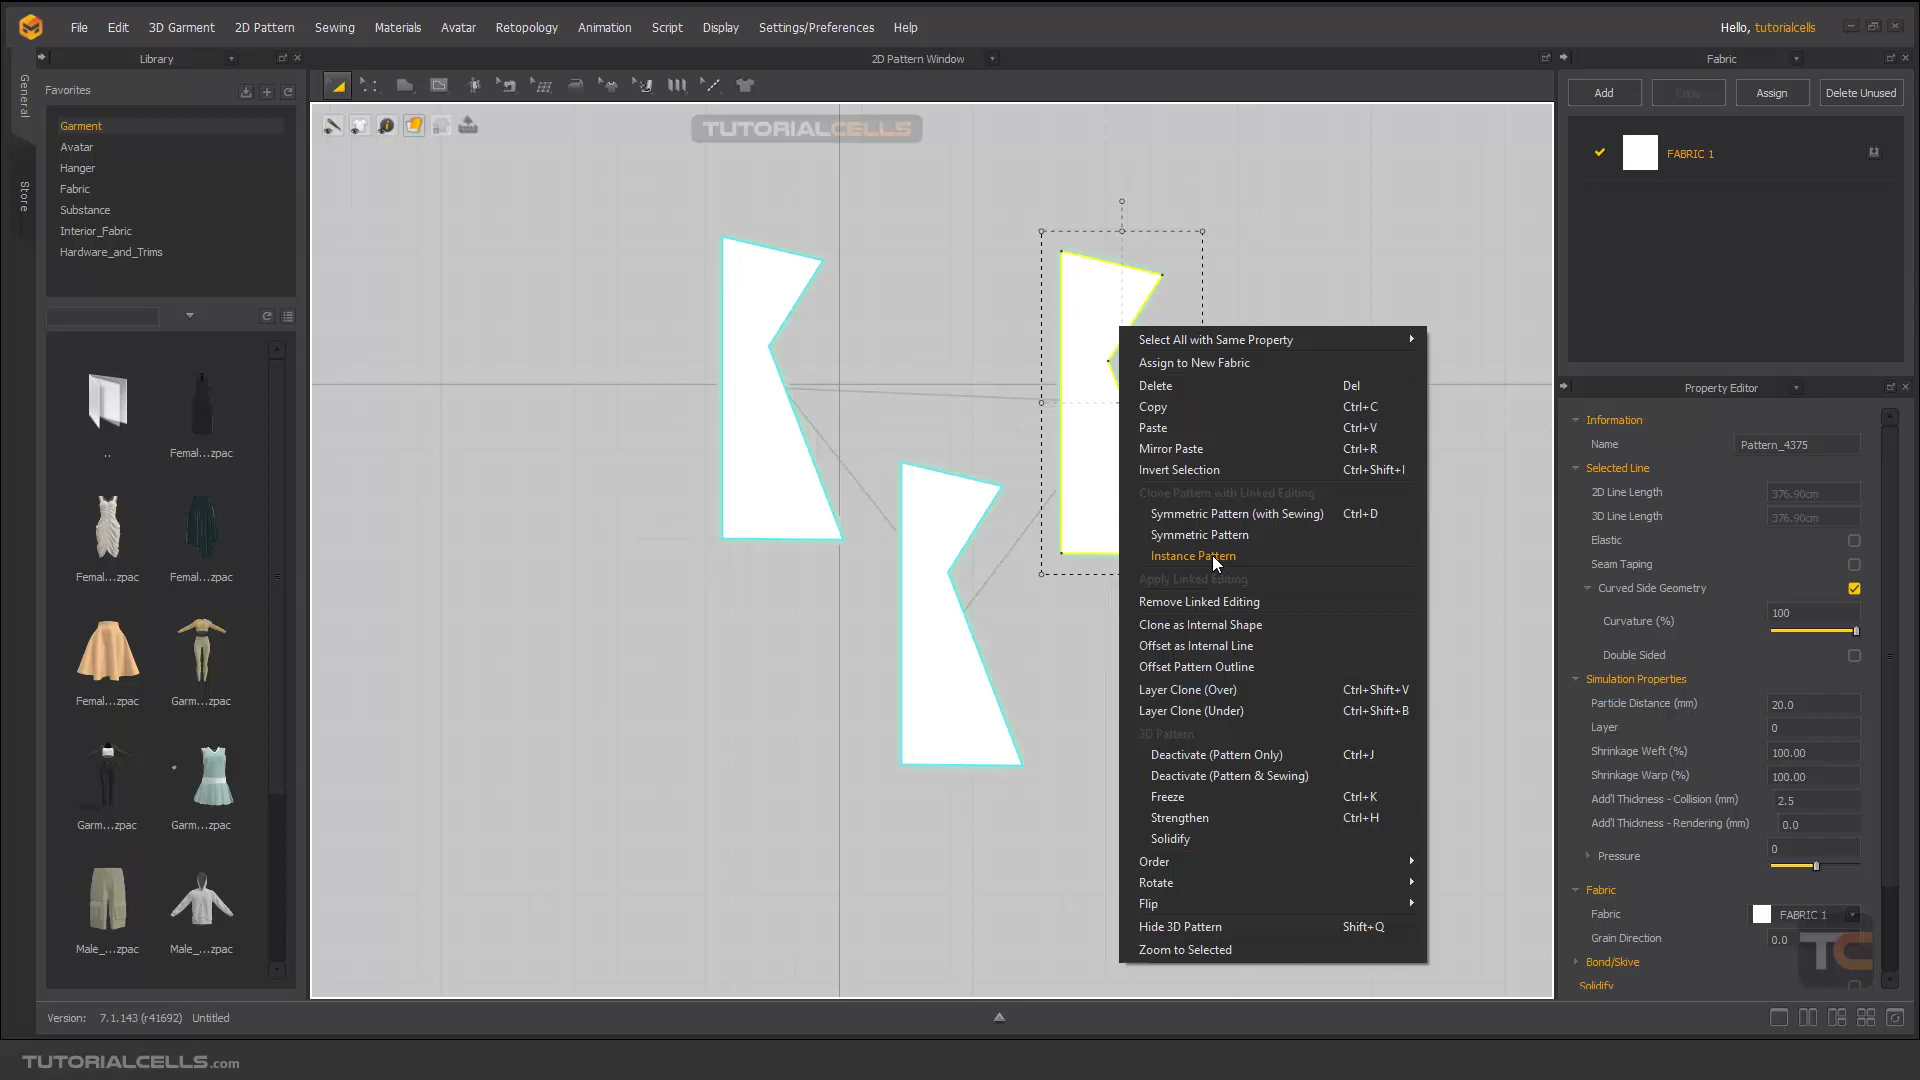 File Edit 3D Garment 2D Pattern Sewing Materials Avatar Retopology Animation Script Display Settings/Preferences Help
Hello, tutorialcells
Library
2D Pattern Window
Fabric
General
Store
Favorites
Garment
Avatar
Hanger
Fabric
Substance
Interior_Fabric
Hardware_and_Trims
..
Femal...zpac
Femal...zpac
Femal...zpac
Femal...zpac
Garm...zpac
Garm...zpac
Garm...zpac
Male_...zpac
Male_...zpac
TUTORIALCELLS
Select All with Same Property
Assign to New Fabric
Delete Del
Copy Ctrl+C
Paste Ctrl+V
Mirror Paste Ctrl+R
Invert Selection Ctrl+Shift+I
Clone Pattern with Linked Editing
Symmetric Pattern (with Sewing) Ctrl+D
Symmetric Pattern
Instance Pattern
Apply Linked Editing
Remove Linked Editing
Clone as Internal Shape
Offset as Internal Line
Offset Pattern Outline
Layer Clone (Over) Ctrl+Shift+V
Layer Clone (Under) Ctrl+Shift+B
3D Pattern
Deactivate (Pattern Only) Ctrl+J
Deactivate (Pattern & Sewing)
Freeze Ctrl+K
Strengthen Ctrl+H
Solidify
Order
Rotate
Flip
Hide 3D Pattern Shift+Q
Zoom to Selected
Add Copy Assign Delete Unused
FABRIC 1
Property Editor
Information
Name Pattern_4375
Selected Line
2D Line Length 376.90cm
3D Line Length 376.90cm
Elastic
Seam Taping
Curved Side Geometry
Curvature (%) 100
Double Sided
Simulation Properties
Particle Distance (mm) 20.0
Layer 0
Shrinkage Weft (%) 100.00
Shrinkage Warp (%) 100.00
Add'l Thickness - Collision (mm) 2.5
Add'l Thickness - Rendering (mm) 0.0
Pressure 0
Fabric
Fabric FABRIC 1
Grain Direction 0.0
Bond/Skive
Solidify
TC
Version: 7.1.143 (r41692) Untitled
TUTORIALCELLS.com